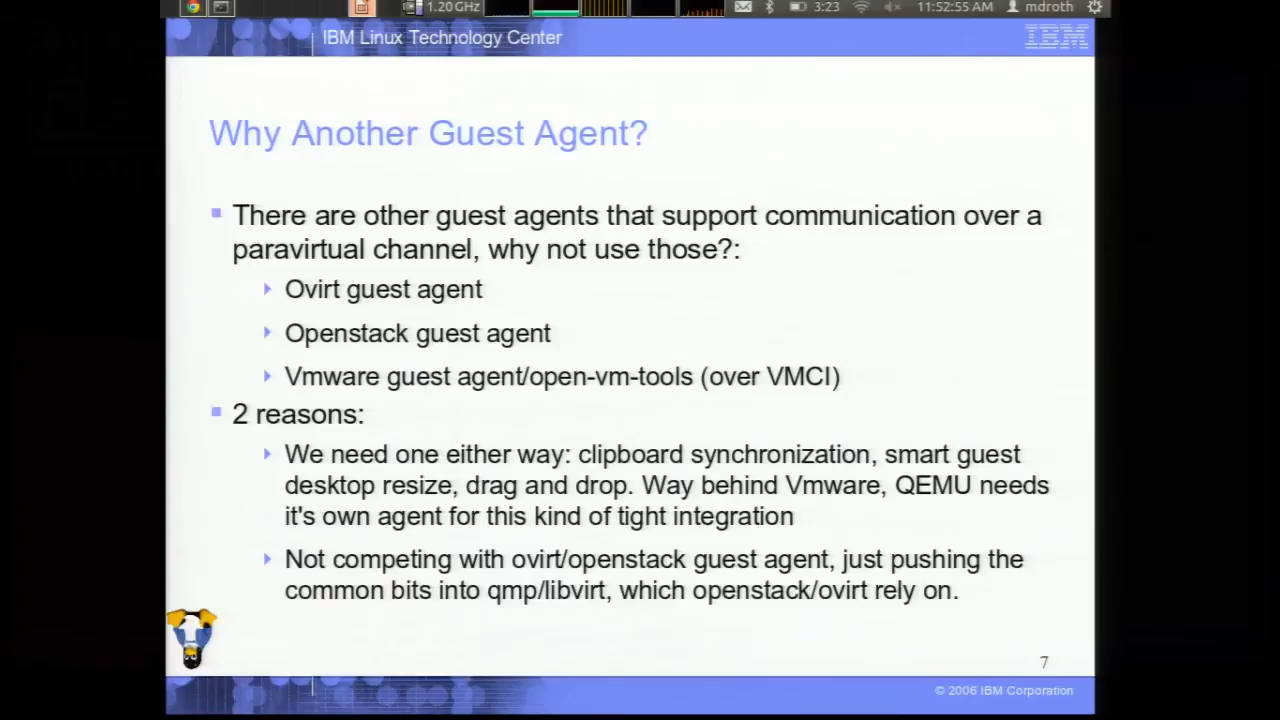 1.20 GHz
3:23
11:52:55 AM
mdroth
IBM Linux Technology Center
IBM
Why Another Guest Agent?
There are other guest agents that support communication over a
paravirtual channel, why not use those?:
Ovirt guest agent
Openstack guest agent
Vmware guest agent/open-vm-tools (over VMCI)
2 reasons:
We need one either way: clipboard synchronization, smart guest
desktop resize, drag and drop. Way behind Vmware, QEMU needs
it's own agent for this kind of tight integration
Not competing with ovirt/openstack guest agent, just pushing the
common bits into qmp/libvirt, which openstack/ovirt rely on.
7
© 2006 IBM Corporation